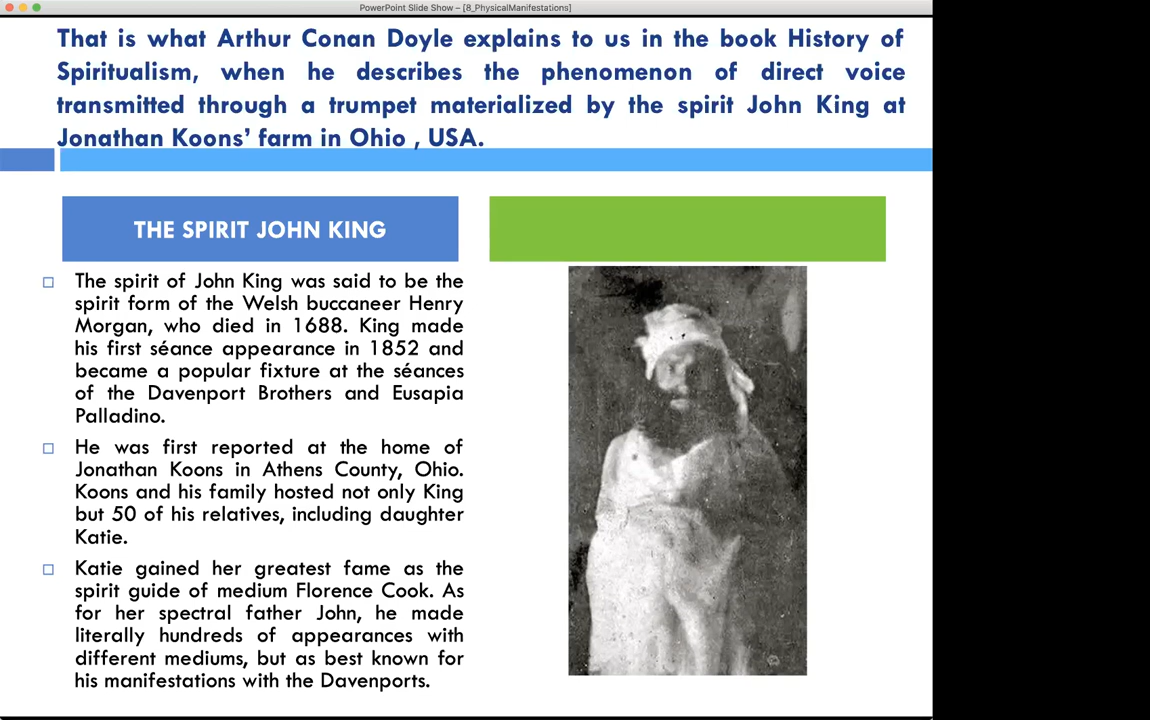 PowerPoint Slide Show – [8_PhysicalManifestations]
That is what Arthur Conan Doyle explains to us in the book History of
Spiritualism, when he describes the phenomenon of direct voice
transmitted through a trumpet materialized by the spirit John King at
Jonathan Koons’ farm in Ohio , USA.
THE SPIRIT JOHN KING
The spirit of John King was said to be the
spirit form of the Welsh buccaneer Henry
Morgan, who died in 1688. King made
his first séance appearance in 1852 and
became a popular fixture at the séances
of the Davenport Brothers and Eusapia
Palladino.
He was first reported at the home of
Jonathan Koons in Athens County, Ohio.
Koons and his family hosted not only King
but 50 of his relatives, including daughter
Katie.
Katie gained her greatest fame as the
spirit guide of medium Florence Cook. As
for her spectral father John, he made
literally hundreds of appearances with
different mediums, but as best known for
his manifestations with the Davenports.